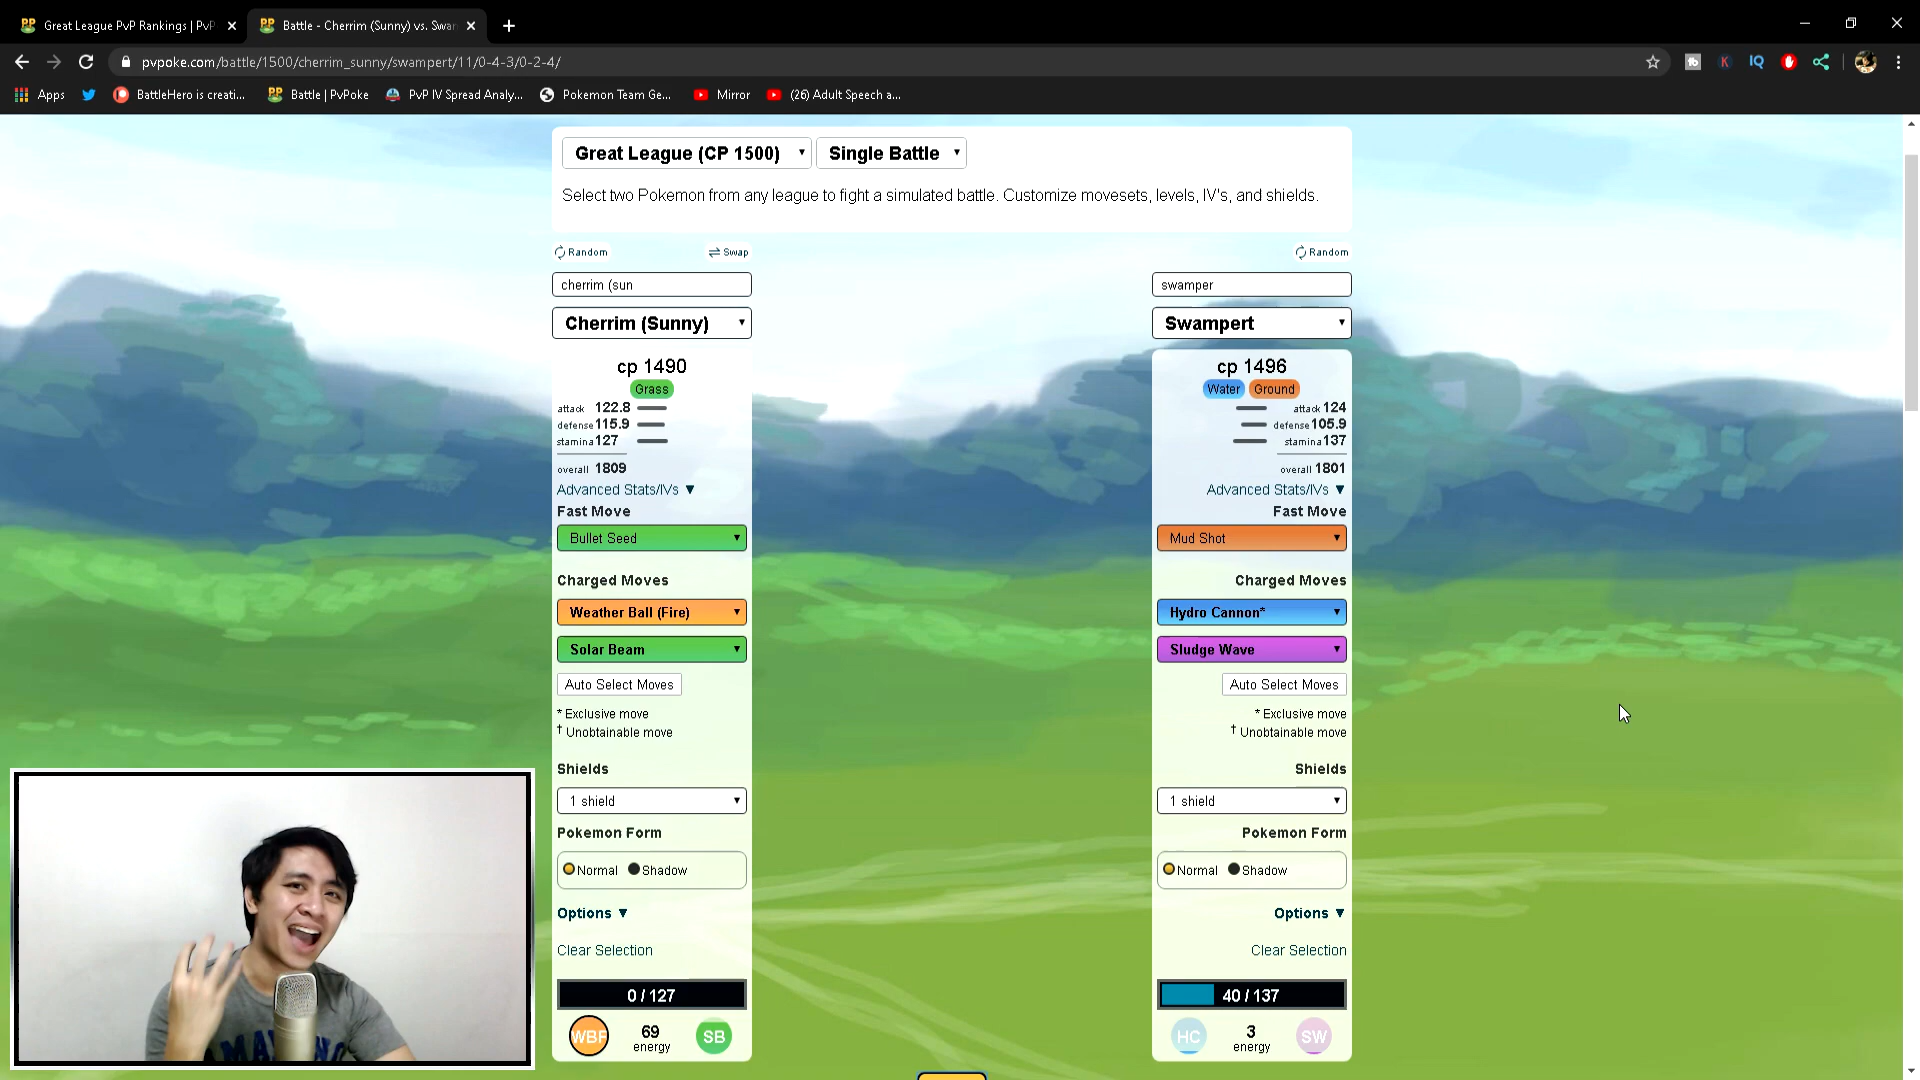 Great League PvP Rankings | PvP
Battle - Cherrim (Sunny) vs. Swam
pvpoke.com/battle/1500/cherrim_sunny/swampert/11/0-4-3/0-2-4/
Apps
BattleHero is creati...
Battle | PvPoke
PvP IV Spread Analy...
Pokemon Team Ge...
Mirror
(26) Adult Speech a...
Great League (CP 1500)
Single Battle
Select two Pokemon from any league to fight a simulated battle. Customize movesets, levels, IV's, and shields.
Random
Swap
cherrim (sun
Cherrim (Sunny)
cp 1490
Grass
attack 122.8
defense 115.9
stamina 127
overall 1809
Advanced Stats/IVs ▼
Fast Move
Bullet Seed
Charged Moves
Weather Ball (Fire)
Solar Beam
Auto Select Moves
* Exclusive move
† Unobtainable move
Shields
1 shield
Pokemon Form
Normal Shadow
Options ▼
Clear Selection
0 / 127
WBF
69
energy
SB
Random
swamper
Swampert
cp 1496
Water Ground
attack 124
defense 105.9
stamina 137
overall 1801
Advanced Stats/IVs ▼
Fast Move
Mud Shot
Charged Moves
Hydro Cannon*
Sludge Wave
Auto Select Moves
* Exclusive move
† Unobtainable move
Shields
1 shield
Pokemon Form
Normal Shadow
Options ▼
Clear Selection
40 / 137
HC
3
energy
SW